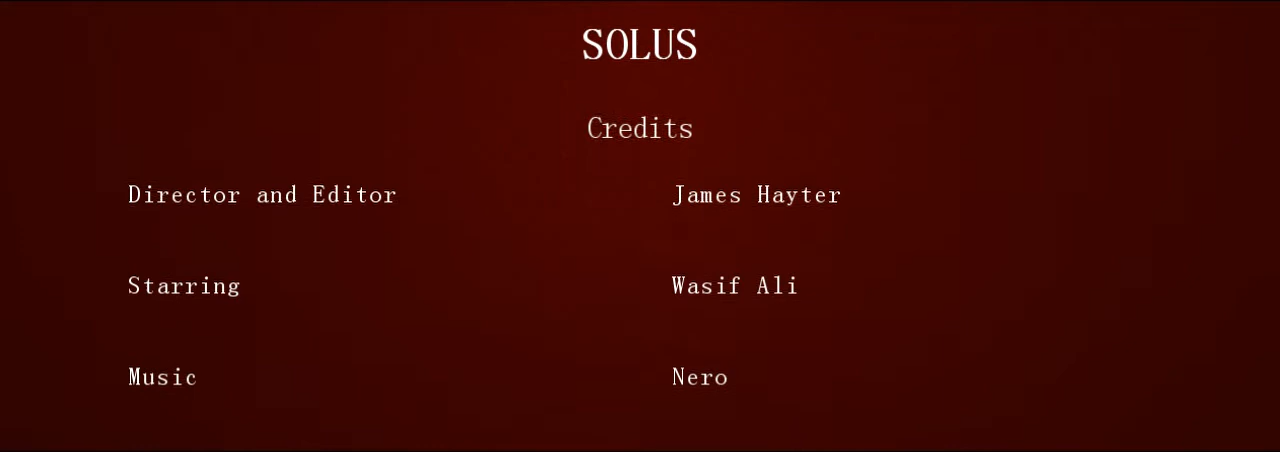 SOLUS
Credits
Director and Editor James Hayter
Starring Wasif Ali
Music Nero